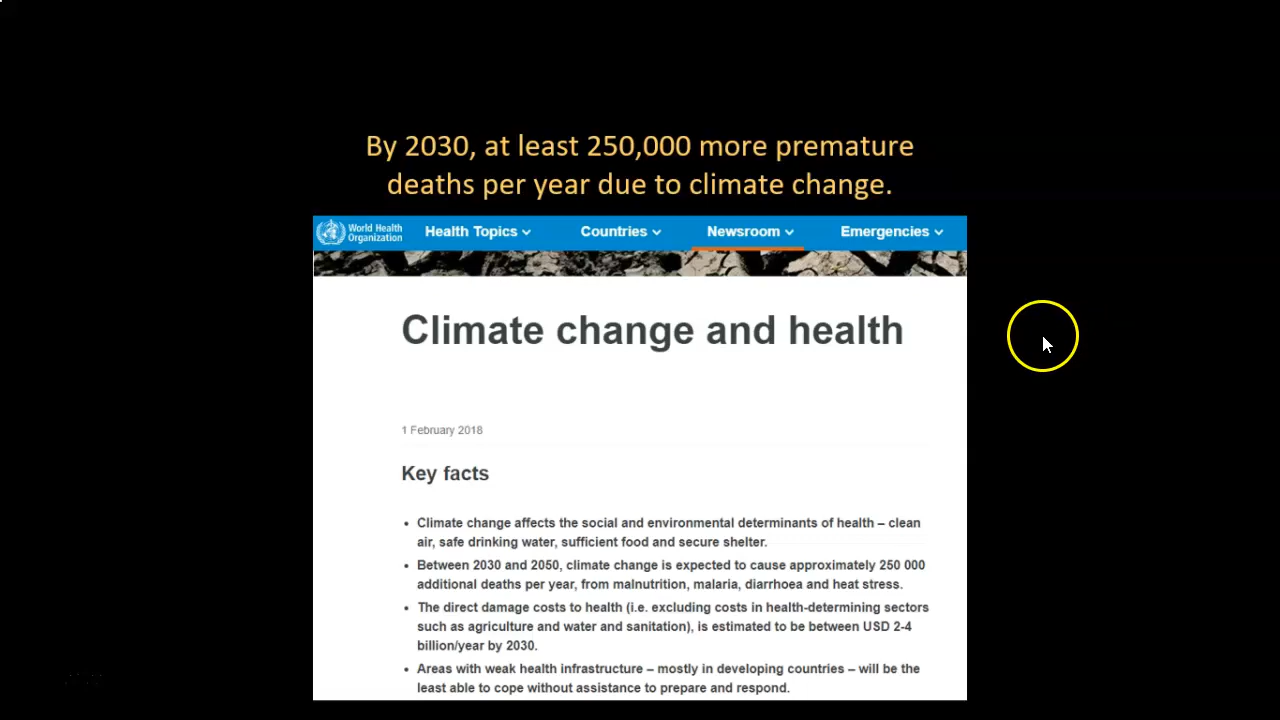 By 2030, at least 250,000 more premature
deaths per year due to climate change.
World Health
Organization
Health Topics
Countries
Newsroom
Emergencies
Climate change and health
1 February 2018
Key facts
• Climate change affects the social and environmental determinants of health – clean
air, safe drinking water, sufficient food and secure shelter.
• Between 2030 and 2050, climate change is expected to cause approximately 250 000
additional deaths per year, from malnutrition, malaria, diarrhoea and heat stress.
• The direct damage costs to health (i.e. excluding costs in health-determining sectors
such as agriculture and water and sanitation), is estimated to be between USD 2-4
billion/year by 2030.
• Areas with weak health infrastructure – mostly in developing countries – will be the
least able to cope without assistance to prepare and respond.